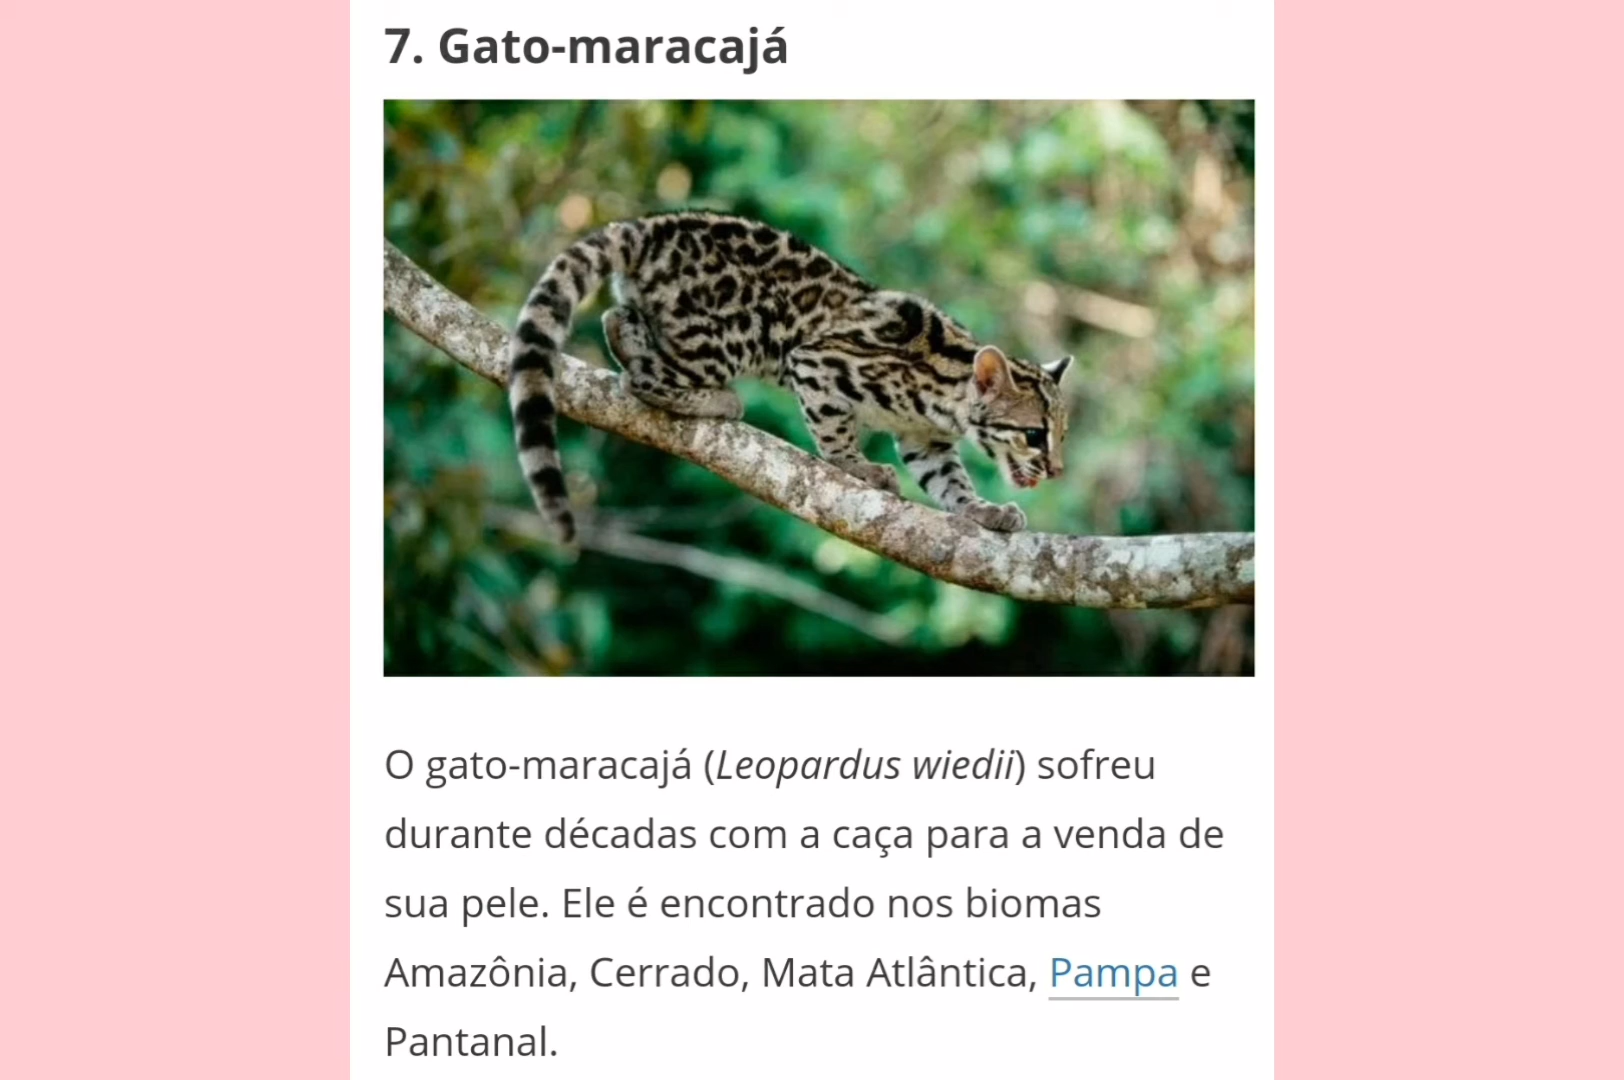 7. Gato-maracajá
O gato-maracajá (Leopardus wiedii) sofreu
durante décadas com a caça para a venda de
sua pele. Ele é encontrado nos biomas
Amazônia, Cerrado, Mata Atlântica, Pampa e
Pantanal.